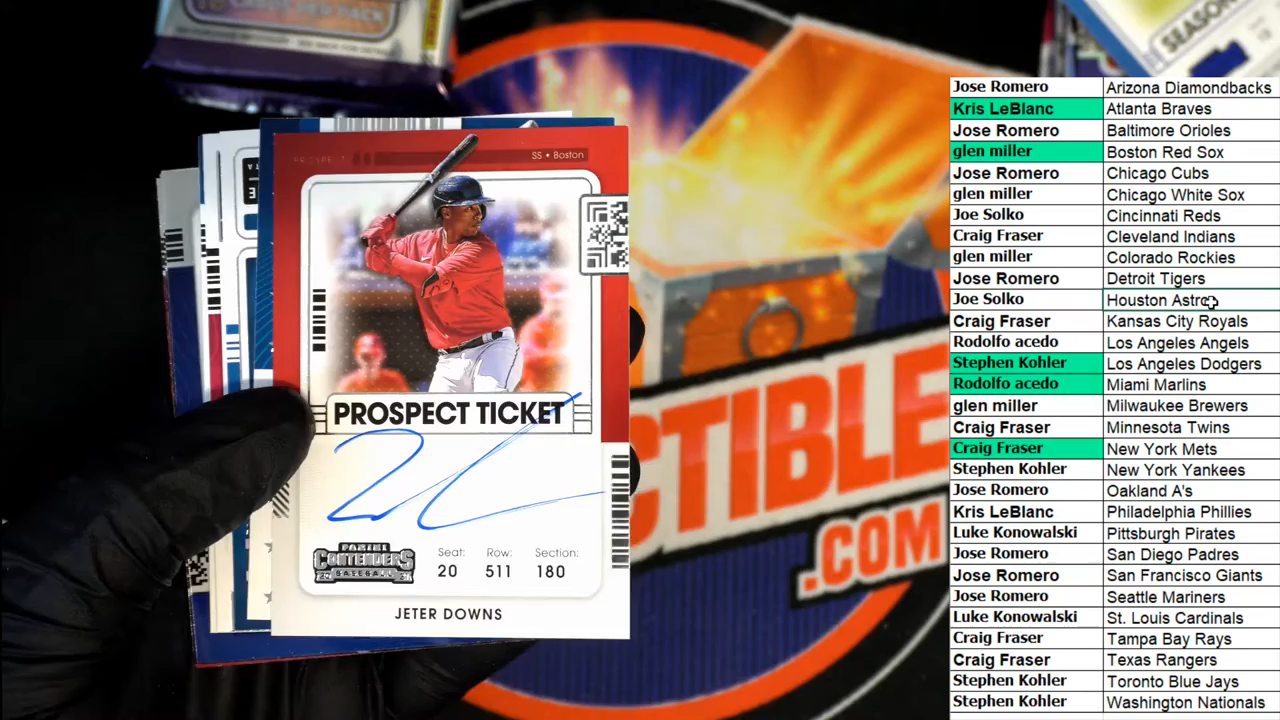 10 CARDS PER PACK
SEASON
PROSPECT
SS • Boston
PROSPECT TICKET
PANINI
CONTENDERS
BASEBALL
Seat: Row: Section:
20 511 180
JETER DOWNS
CTIBLE
.COM
Jose Romero Arizona Diamondbacks
Kris LeBlanc Atlanta Braves
Jose Romero Baltimore Orioles
glen miller Boston Red Sox
Jose Romero Chicago Cubs
glen miller Chicago White Sox
Joe Solko Cincinnati Reds
Craig Fraser Cleveland Indians
glen miller Colorado Rockies
Jose Romero Detroit Tigers
Joe Solko Houston Astro
Craig Fraser Kansas City Royals
Rodolfo acedo Los Angeles Angels
Stephen Kohler Los Angeles Dodgers
Rodolfo acedo Miami Marlins
glen miller Milwaukee Brewers
Craig Fraser Minnesota Twins
Craig Fraser New York Mets
Stephen Kohler New York Yankees
Jose Romero Oakland A's
Kris LeBlanc Philadelphia Phillies
Luke Konowalski Pittsburgh Pirates
Jose Romero San Diego Padres
Jose Romero San Francisco Giants
Jose Romero Seattle Mariners
Luke Konowalski St. Louis Cardinals
Craig Fraser Tampa Bay Rays
Craig Fraser Texas Rangers
Stephen Kohler Toronto Blue Jays
Stephen Kohler Washington Nationals